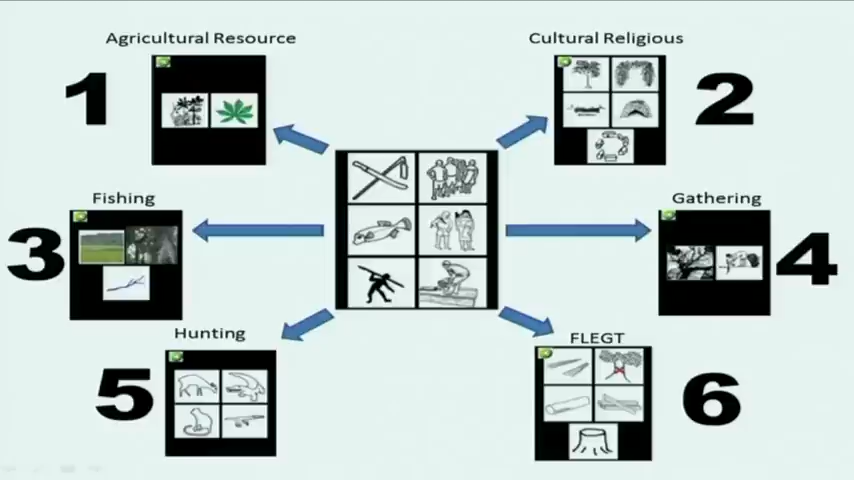 Agricultural Resource
1
Cultural Religious
2
Fishing
3
Gathering
4
Hunting
5
FLEGT
6